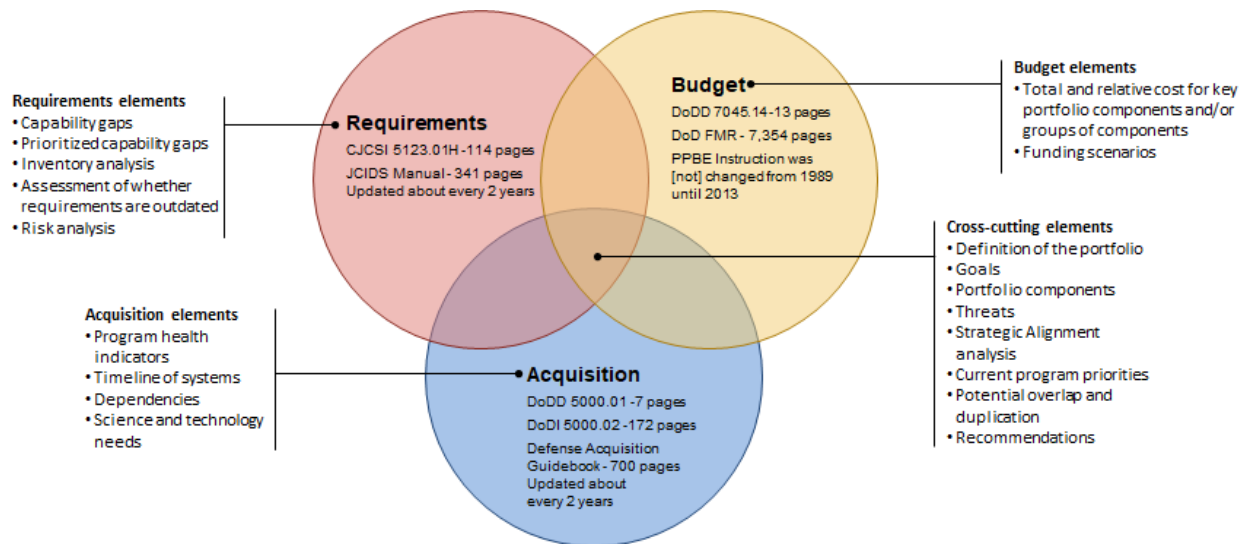 Requirements elements
• Capability gaps
• Prioritized capability gaps
• Inventory analysis
• Assessment of whether
requirements are outdated
• Risk analysis
Requirements
CJCSI 5123.01H -114 pages
JCIDS Manual - 341 pages
Updated about every 2 years
Budget
DoDD 7045.14-13 pages
DoD FMR - 7,354 pages
PPBE Instruction was
[not] changed from 1989
until 2013
Budget elements
• Total and relative cost for key
portfolio components and/or
groups of components
• Funding scenarios
Cross-cutting elements
• Definition of the portfolio
• Goals
• Portfolio components
• Threats
• Strategic Alignment
analysis
• Current program priorities
• Potential overlap and
duplication
• Recommendations
Acquisition elements
• Program health
indicators
• Timeline of systems
• Dependencies
• Science and technology
needs
Acquisition
DoDD 5000.01 -7 pages
DoDI 5000.02 -172 pages
Defense Acquisition
Guidebook - 700 pages
Updated about
every 2 years